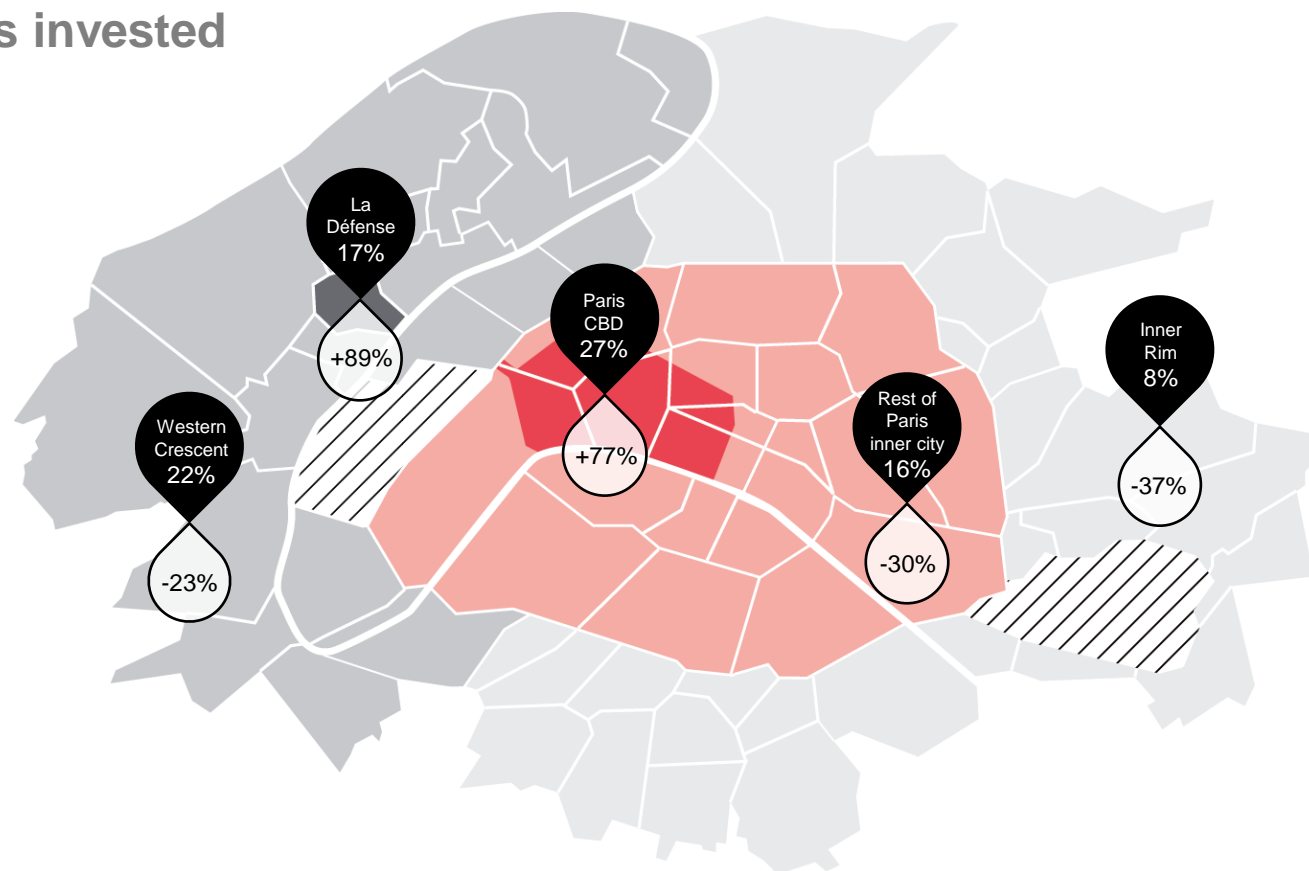 s invested
La
Défense
17%
+89%
Paris
CBD
27%
+77%
Inner
Rim
8%
-37%
Western
Crescent
22%
-23%
Rest of
Paris
inner city
16%
-30%